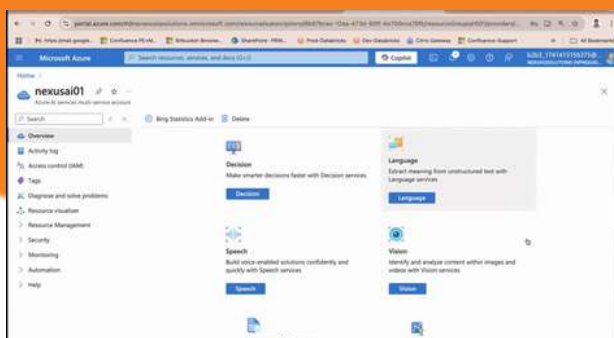 portal.azure.com
Microsoft Azure
Search resources, services, and docs (G+/)
Copilot
Home
nexusai01
Azure AI services multi-service account
Search
Bing Statistics Add-in
Delete
Overview
Activity log
Access control (IAM)
Tags
Diagnose and solve problems
Resource visualizer
Resource Management
Security
Monitoring
Automation
Help
Decision
Make smarter decisions faster with Decision services
Decision
Language
Extract meaning from unstructured text with
Language services
Language
Speech
Build voice-enabled solutions confidently and
quickly with Speech services
Speech
Vision
Identify and analyze content within images and
videos with Vision services
Vision